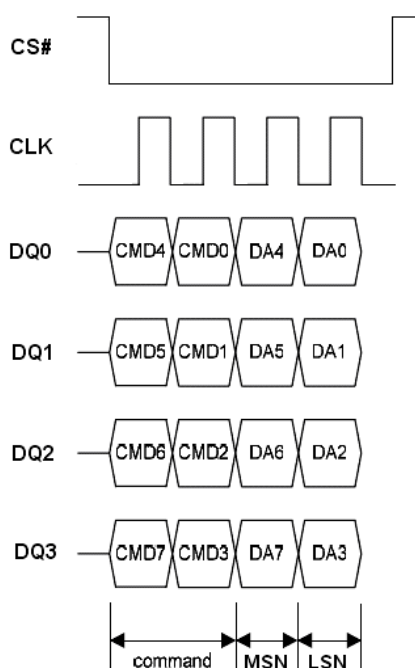 CS#
CLK
DQ0 CMD4 CMD0 DA4 DA0
DQ1 CMD5 CMD1 DA5 DA1
DQ2 CMD6 CMD2 DA6 DA2
DQ3 CMD7 CMD3 DA7 DA3
command MSN LSN